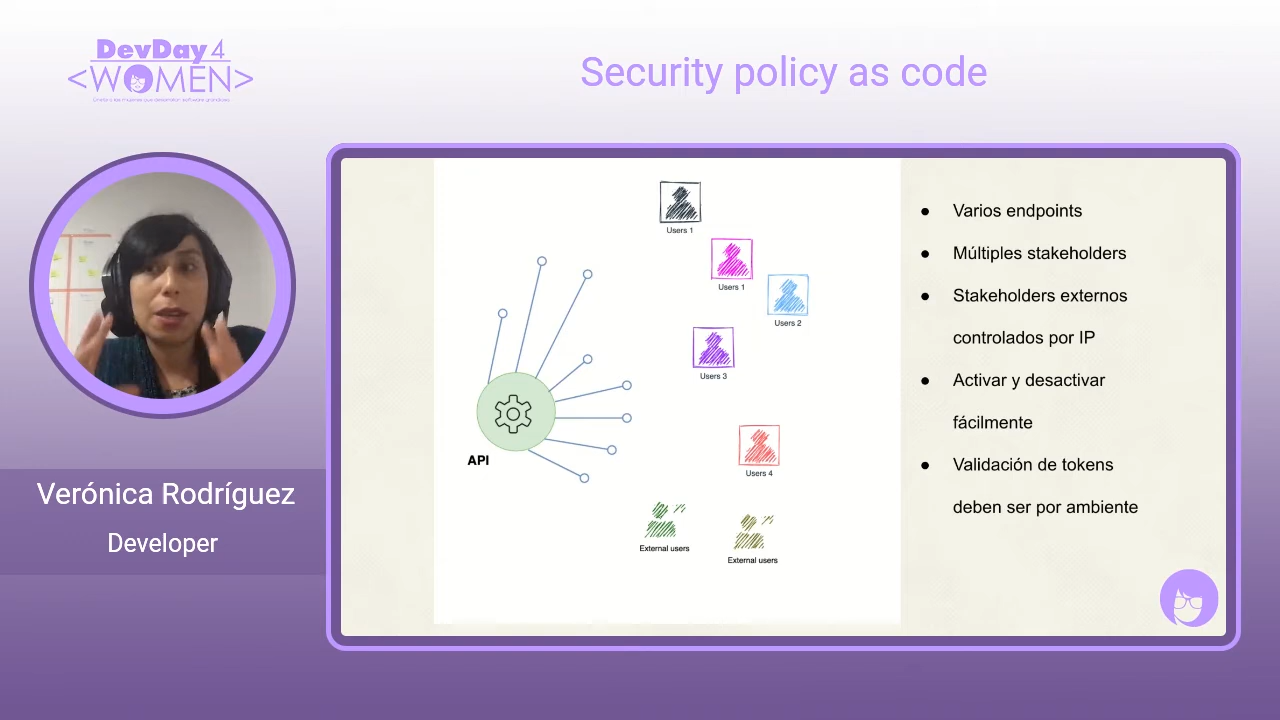 DevDay 4
<WOMEN>
Security policy as code
Verónica Rodríguez
Developer
Users 1
Users 1
Users 2
Users 3
Users 4
External users
External users
API
● Varios endpoints
● Múltiples stakeholders
● Stakeholders externos
controlados por IP
● Activar y desactivar
fácilmente
● Validación de tokens
deben ser por ambiente